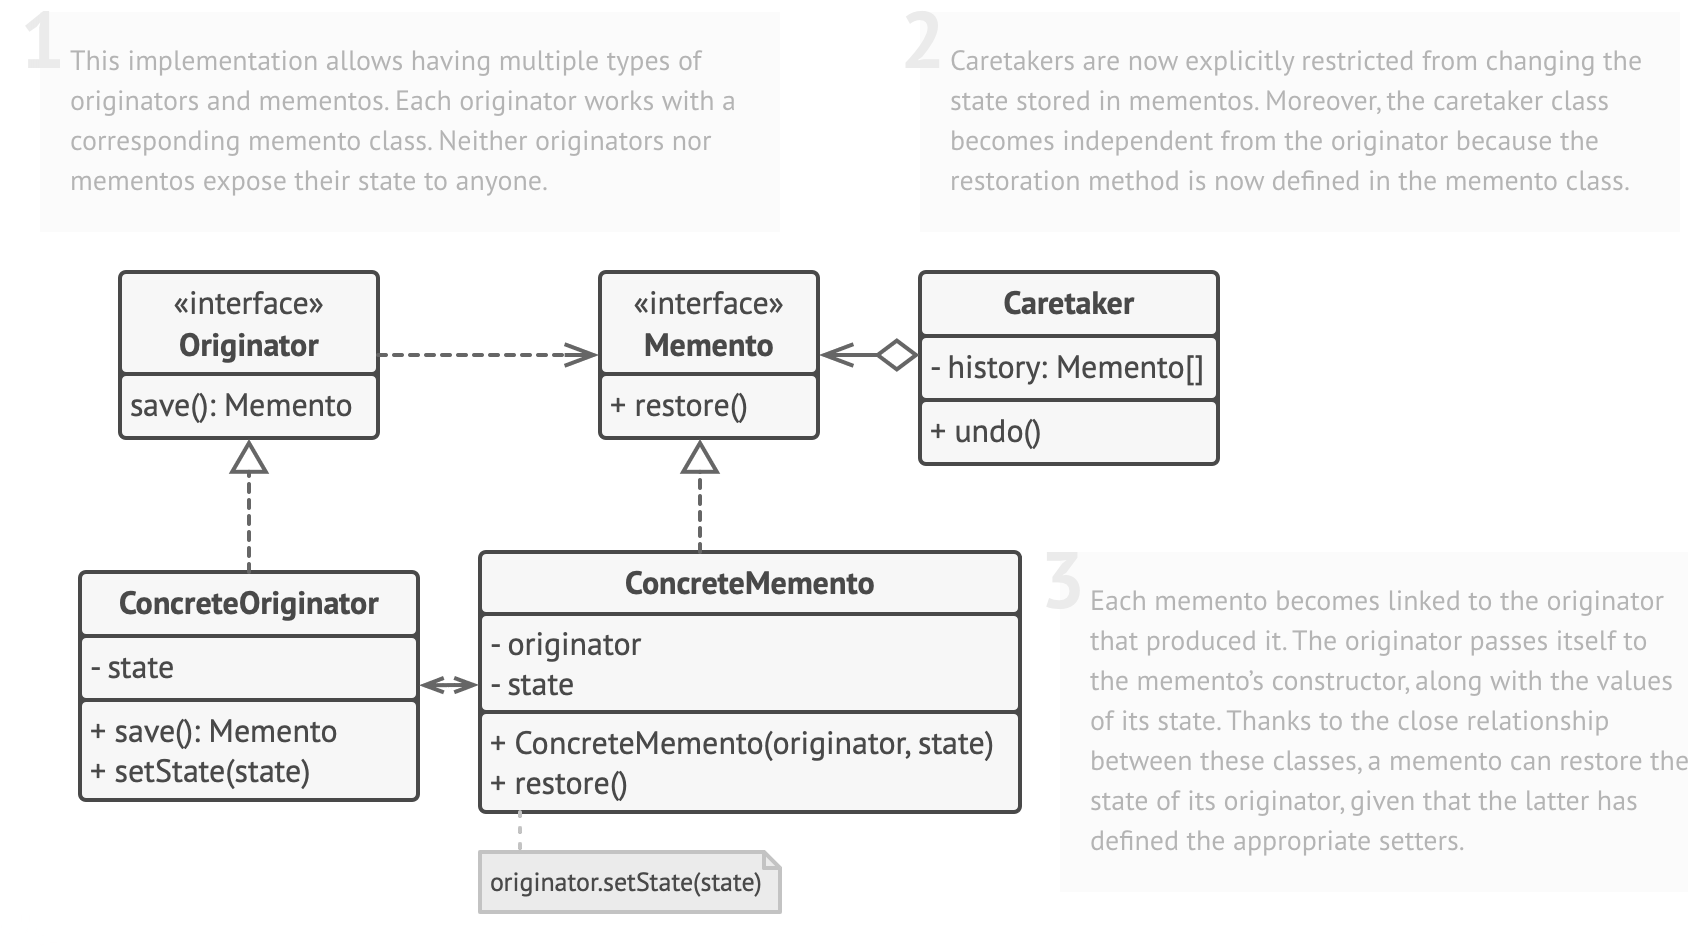 1
This implementation allows having multiple types of
originators and mementos. Each originator works with a
corresponding memento class. Neither originators nor
mementos expose their state to anyone.
2
Caretakers are now explicitly restricted from changing the
state stored in mementos. Moreover, the caretaker class
becomes independent from the originator because the
restoration method is now defined in the memento class.
«interface»
Originator
save(): Memento
«interface»
Memento
+ restore()
Caretaker
- history: Memento[]
+ undo()
ConcreteOriginator
- state
+ save(): Memento
+ setState(state)
ConcreteMemento
- originator
- state
+ ConcreteMemento(originator, state)
+ restore()
originator.setState(state)
3
Each memento becomes linked to the originator
that produced it. The originator passes itself to
the memento’s constructor, along with the values
of its state. Thanks to the close relationship
between these classes, a memento can restore the
state of its originator, given that the latter has
defined the appropriate setters.